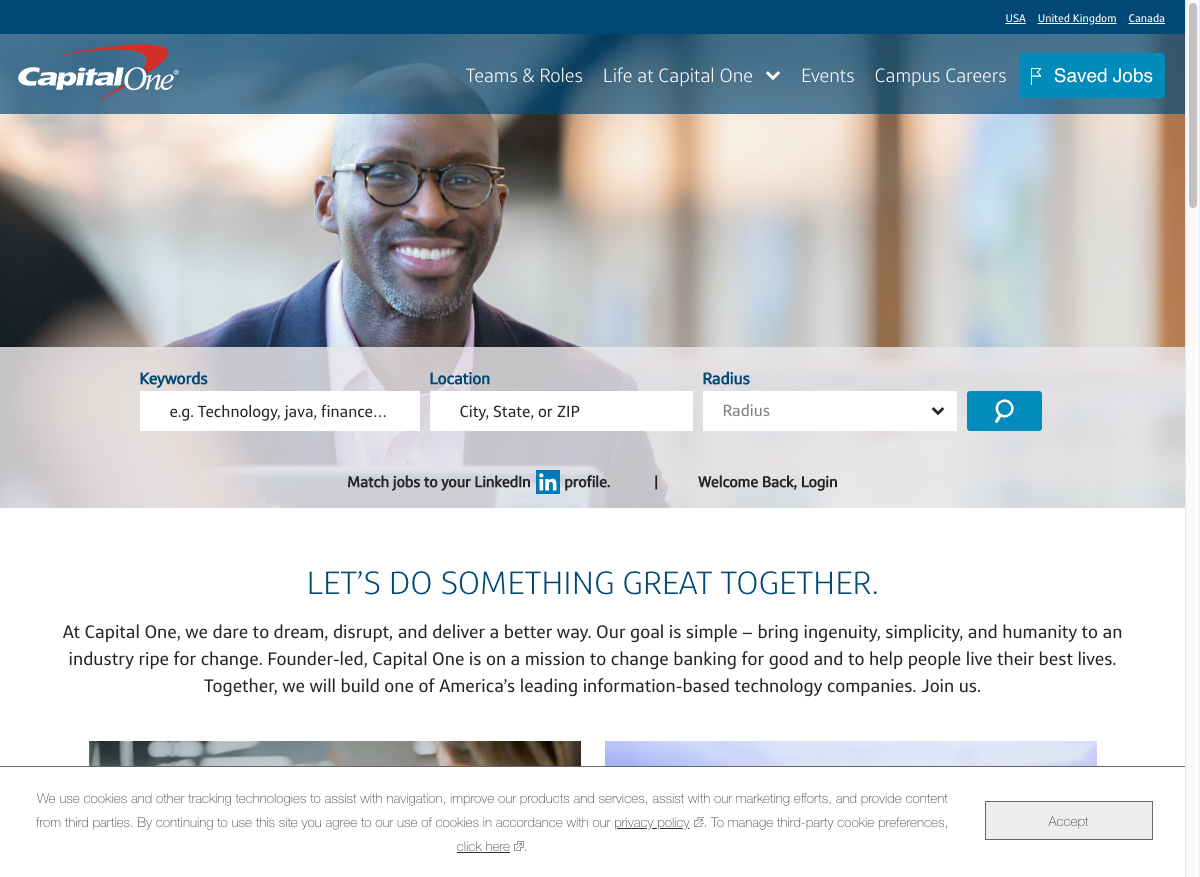 USA United Kingdom Canada
CapitalOne®
Teams & Roles Life at Capital One Events Campus Careers Saved Jobs
Keywords Location Radius
e.g. Technology, java, finance... City, State, or ZIP Radius
Match jobs to your LinkedIn in profile. | Welcome Back, Login
LET’S DO SOMETHING GREAT TOGETHER.
At Capital One, we dare to dream, disrupt, and deliver a better way. Our goal is simple – bring ingenuity, simplicity, and humanity to an
industry ripe for change. Founder-led, Capital One is on a mission to change banking for good and to help people live their best lives.
Together, we will build one of America’s leading information-based technology companies. Join us.
We use cookies and other tracking technologies to assist with navigation, improve our products and services, assist with our marketing efforts, and provide content
from third parties. By continuing to use this site you agree to our use of cookies in accordance with our privacy policy. To manage third-party cookie preferences,
click here.
Accept